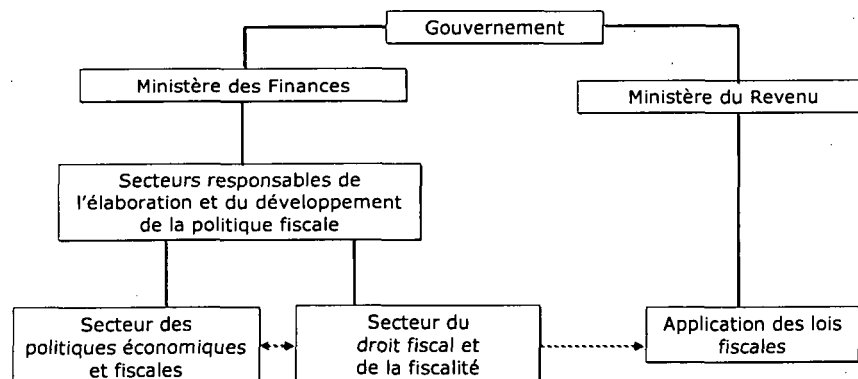 Gouvernement
Ministère des Finances
Ministère du Revenu
Secteurs responsables de
l'élaboration et du développement
de la politique fiscale
Secteur des
politiques économiques
et fiscales
Secteur du
droit fiscal et
de la fiscalité
Application des lois
fiscales